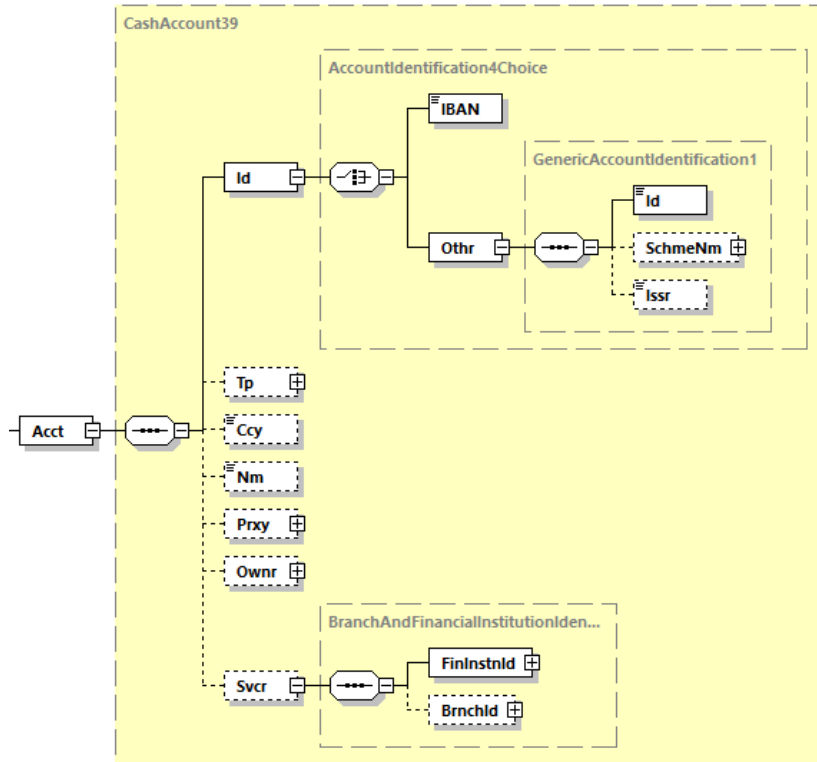 CashAccount39
AccountIdentification4Choice
IBAN
GenericAccountIdentification1
Id
Id
Othr
SchmeNm
Issr
Tp
Acct
Ccy
Nm
Prxy
Ownr
BranchAndFinancialInstitutionIden...
Svcr
FinInstnId
BrnchId